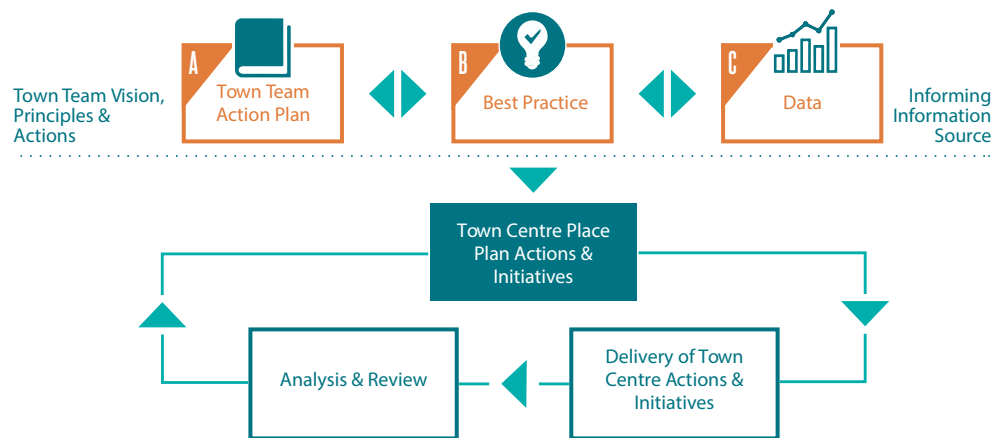 Town Team Vision,
Principles &
Actions
A
Town Team
Action Plan
B
Best Practice
C
Data
Informing
Information
Source
Town Centre Place
Plan Actions &
Initiatives
Analysis & Review
Delivery of Town
Centre Actions &
Initiatives